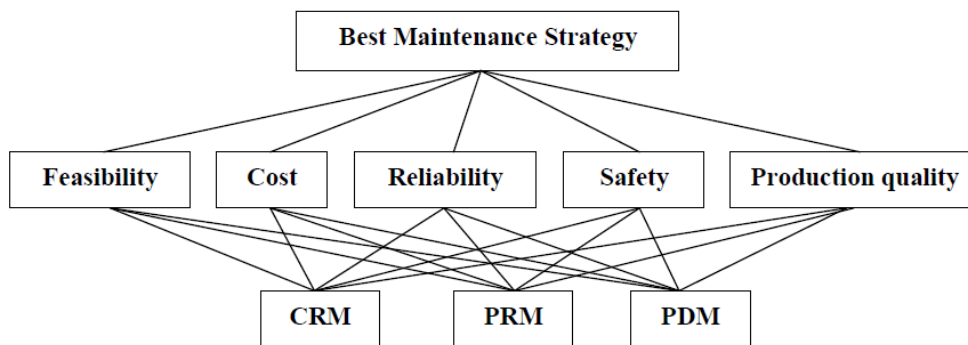 Best Maintenance Strategy
Feasibility
Cost
Reliability
Safety
Production quality
CRM
PRM
PDM